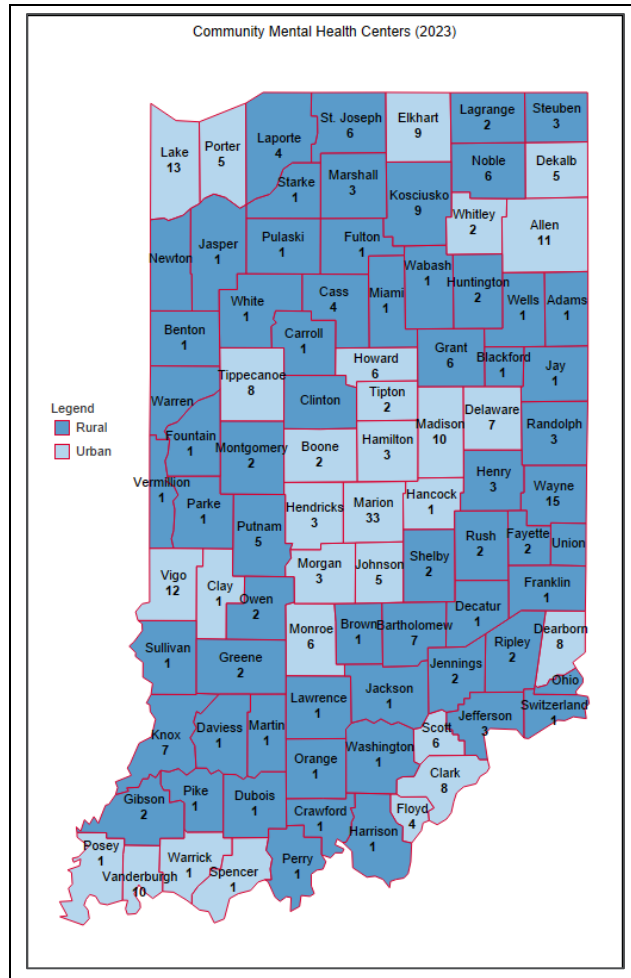 Community Mental Health Centers (2023)
Lake
13
Porter
5
Laporte
4
St. Joseph
6
Elkhart
9
Lagrange
2
Steuben
3
Starke
1
Marshall
3
Kosciusko
9
Noble
6
Dekalb
5
Whitley
2
Allen
11
Newton
Jasper
1
Pulaski
1
Fulton
1
Miami
1
Wabash
1
Huntington
2
Wells
1
Adams
1
White
1
Cass
4
Benton
1
Carroll
1
Grant
6
Blackford
1
Jay
1
Tippecanoe
8
Howard
6
Clinton
Tipton
2
Warren
Madison
10
Delaware
7
Randolph
3
Legend
Rural
Urban
Fountain
1
Montgomery
2
Boone
2
Hamilton
3
Vermillion
1
Parke
1
Putnam
5
Hendricks
3
Marion
33
Hancock
1
Henry
3
Wayne
15
Rush
2
Fayette
2
Union
Vigo
12
Clay
1
Owen
2
Morgan
3
Johnson
5
Shelby
2
Franklin
1
Decatur
1
Dearborn
8
Sullivan
1
Greene
2
Monroe
6
Brown
1
Bartholomew
7
Jennings
2
Ripley
2
Ohio
Knox
7
Daviess
1
Martin
1
Lawrence
1
Jackson
1
Scott
6
Jefferson
3
Switzerland
1
Orange
1
Washington
1
Clark
8
Gibson
2
Pike
1
Dubois
1
Crawford
1
Harrison
1
Floyd
4
Posey
1
Vanderburgh
10
Warrick
1
Spencer
1
Perry
1